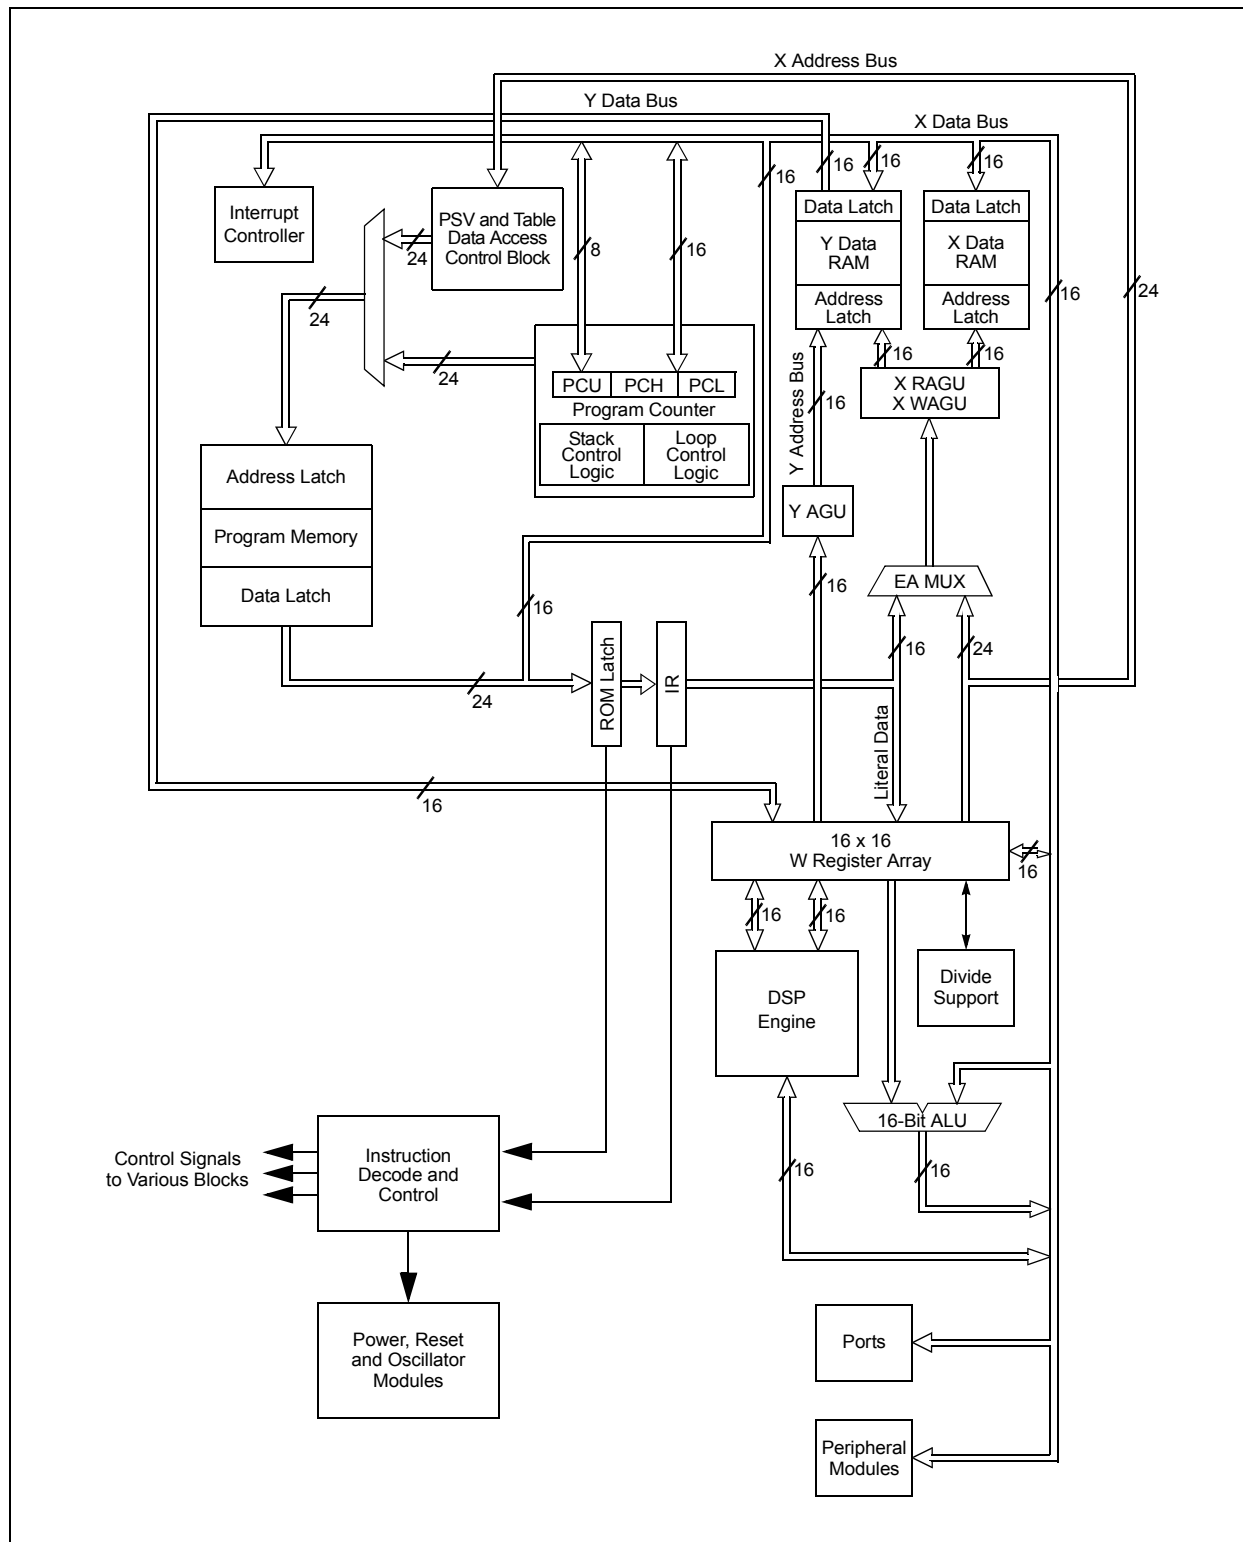 X Address Bus
Y Data Bus
X Data Bus
16
16
16
16
Interrupt
Controller
PSV and Table
Data Access
Control Block
24
8
16
Data Latch
Y Data
RAM
Address
Latch
Data Latch
X Data
RAM
Address
Latch
16
24
24
24
PCU
PCH
PCL
Program Counter
Stack
Control
Logic
Loop
Control
Logic
16
16
X RAGU
X WAGU
Y Address Bus
16
Address Latch
Program Memory
Data Latch
Y AGU
16
EA MUX
16
16
24
24
ROM Latch
IR
Literal Data
16
16 x 16
W Register Array
16
16
16
DSP
Engine
Divide
Support
16-Bit ALU
16
16
Control Signals
to Various Blocks
Instruction
Decode and
Control
Power, Reset
and Oscillator
Modules
Ports
Peripheral
Modules